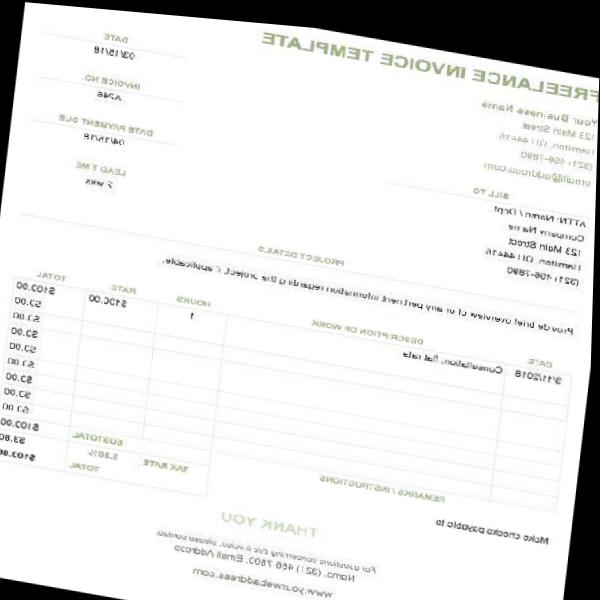 FREELANCE INVOICE TEMPLATE
Your Business Name
123 Main Street
Hamilton, OH 44416
(321) 456-7890
email@address.com
DATE
03/15/18
INVOICE NO.
A246
DATE PAYMENT DUE
04/15/18
LEAD TIME
2 wks
BILL TO
ATTN: Name / Dept
Company Name
123 Main Street
Hamilton, OH 44416
(321) 456-7890
PROJECT DETAILS
Provide brief overview of or any pertinent information regarding the project, if applicable.
DATE DESCRIPTION OF WORK HOURS RATE TOTAL
3/11/2018 Consultation, flat rate 1 $100.00 $100.00
$0.00
$0.00
$0.00
$0.00
$0.00
$0.00
$0.00
$0.00
REMARKS / INSTRUCTIONS SUBTOTAL $100.00
Make checks payable to
TAX RATE 3.80% $3.80
TOTAL $103.80
THANK YOU
For questions concerning this invoice, please contact
Name, (321) 456-7890, Email Address
www.yourwebaddress.com